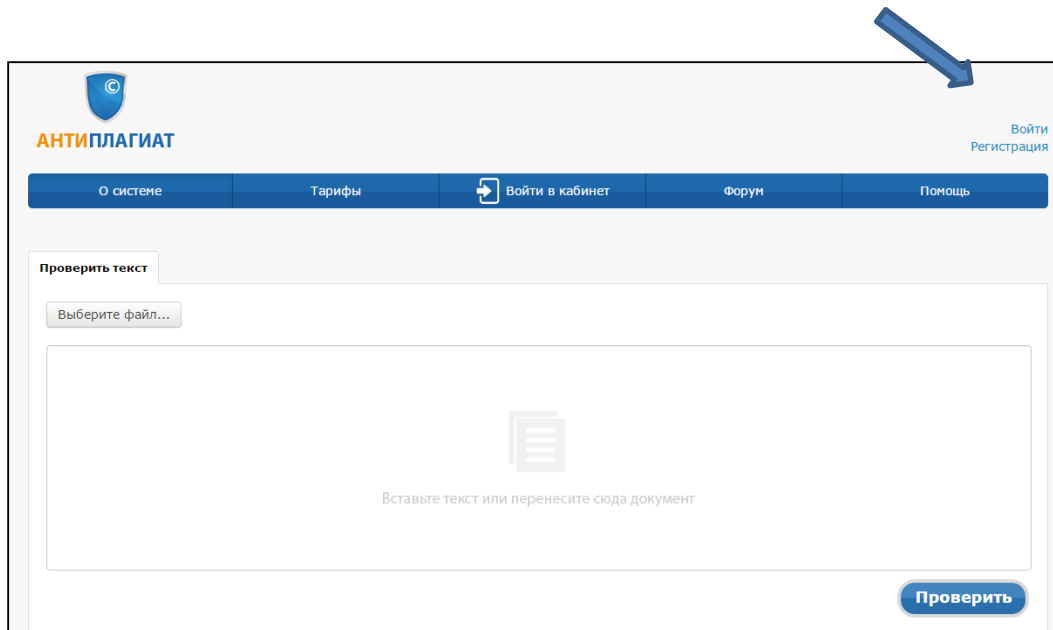 ©
АНТИПЛАГИАТ
Войти
Регистрация
О системе Тарифы Войти в кабинет Форум Помощь
Проверить текст
Выберите файл...
Вставьте текст или перенесите сюда документ
Проверить